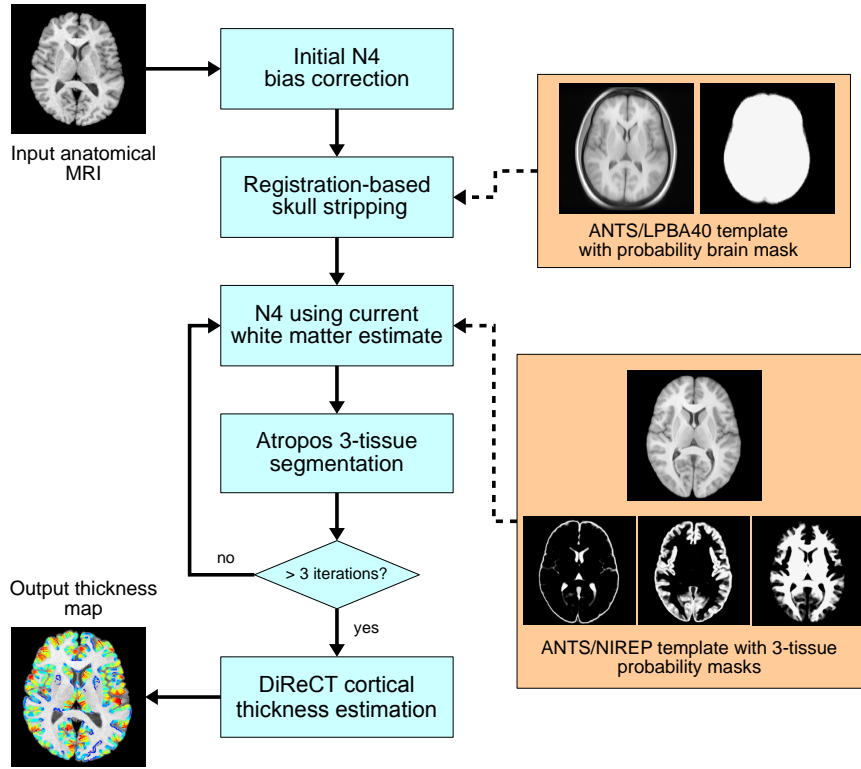 Initial N4
bias correction
Input anatomical
MRI
Registration-based
skull stripping
ANTS/LPBA40 template
with probability brain mask
N4 using current
white matter estimate
Atropos 3-tissue
segmentation
no
> 3 iterations?
yes
ANTS/NIREP template with 3-tissue
probability masks
Output thickness
map
DiReCT cortical
thickness estimation